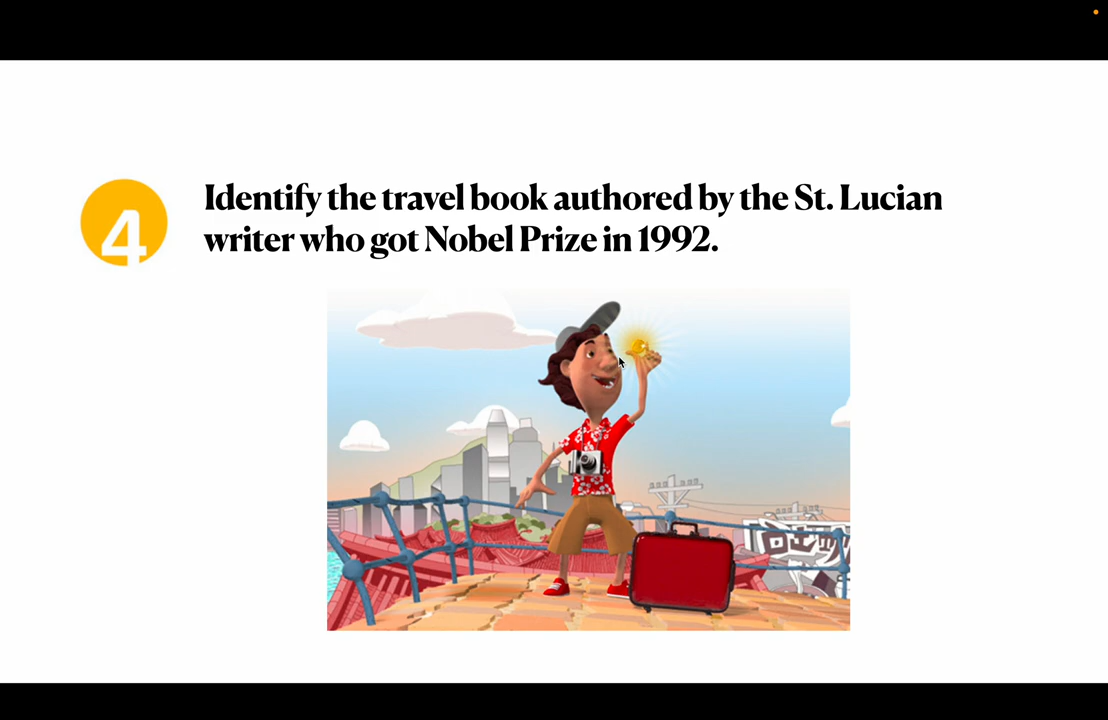 4
Identify the travel book authored by the St. Lucian
writer who got Nobel Prize in 1992.